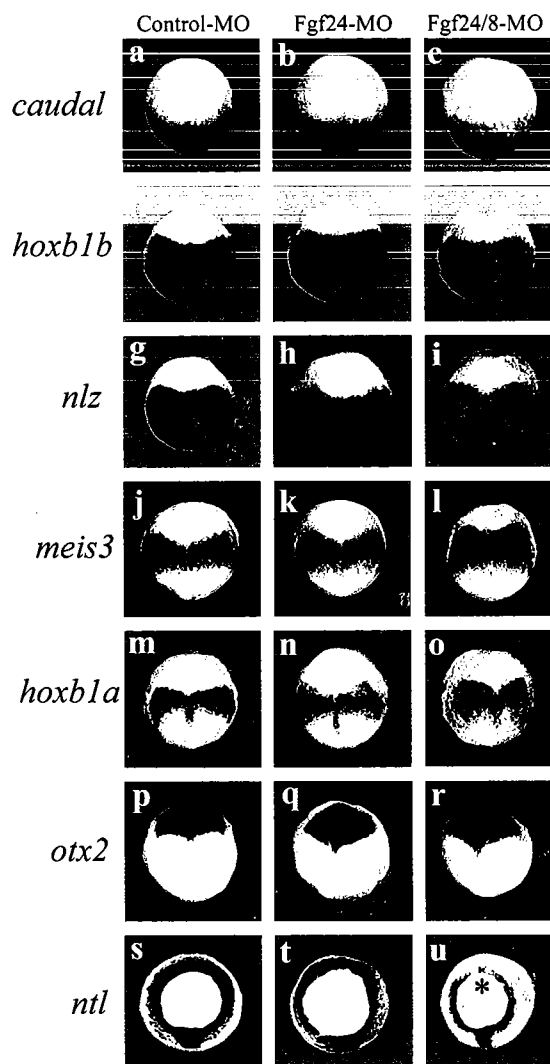 Control-MO Fgf24-MO Fgf24/8-MO
a b c
caudal
hoxb1b
g h i
nlz
j k l
meis3
m n o
hoxb1a
p q r
otx2
s t u
ntl
*